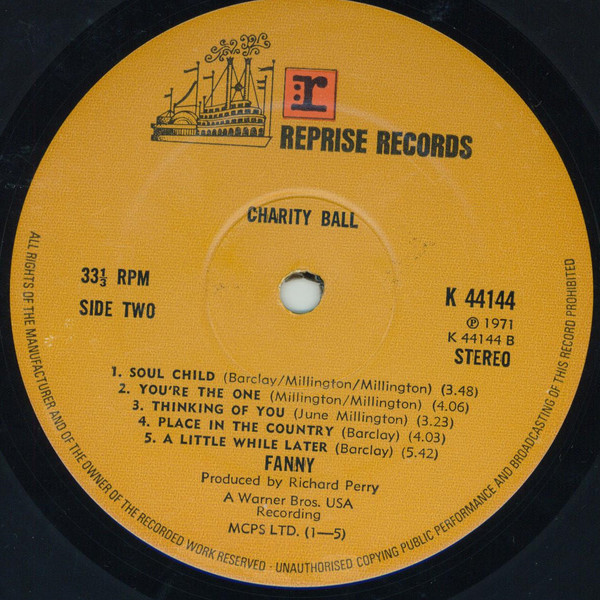 r
REPRISE RECORDS
CHARITY BALL
33⅓ RPM
SIDE TWO
K 44144
℗ 1971
K 44144 B
STEREO
1. SOUL CHILD (Barclay/Millington/Millington) (3.48)
2. YOU'RE THE ONE (Millington/Millington) (4.06)
3. THINKING OF YOU (June Millington) (3.23)
4. PLACE IN THE COUNTRY (Barclay) (4.03)
5. A LITTLE WHILE LATER (Barclay) (5.42)
FANNY
Produced by Richard Perry
A Warner Bros. USA
Recording
MCPS LTD. (1—5)
ALL RIGHTS OF THE MANUFACTURER AND OF THE OWNER OF THE RECORDED WORK RESERVED · UNAUTHORISED COPYING PUBLIC PERFORMANCE AND BROADCASTING OF THIS RECORD PROHIBITED